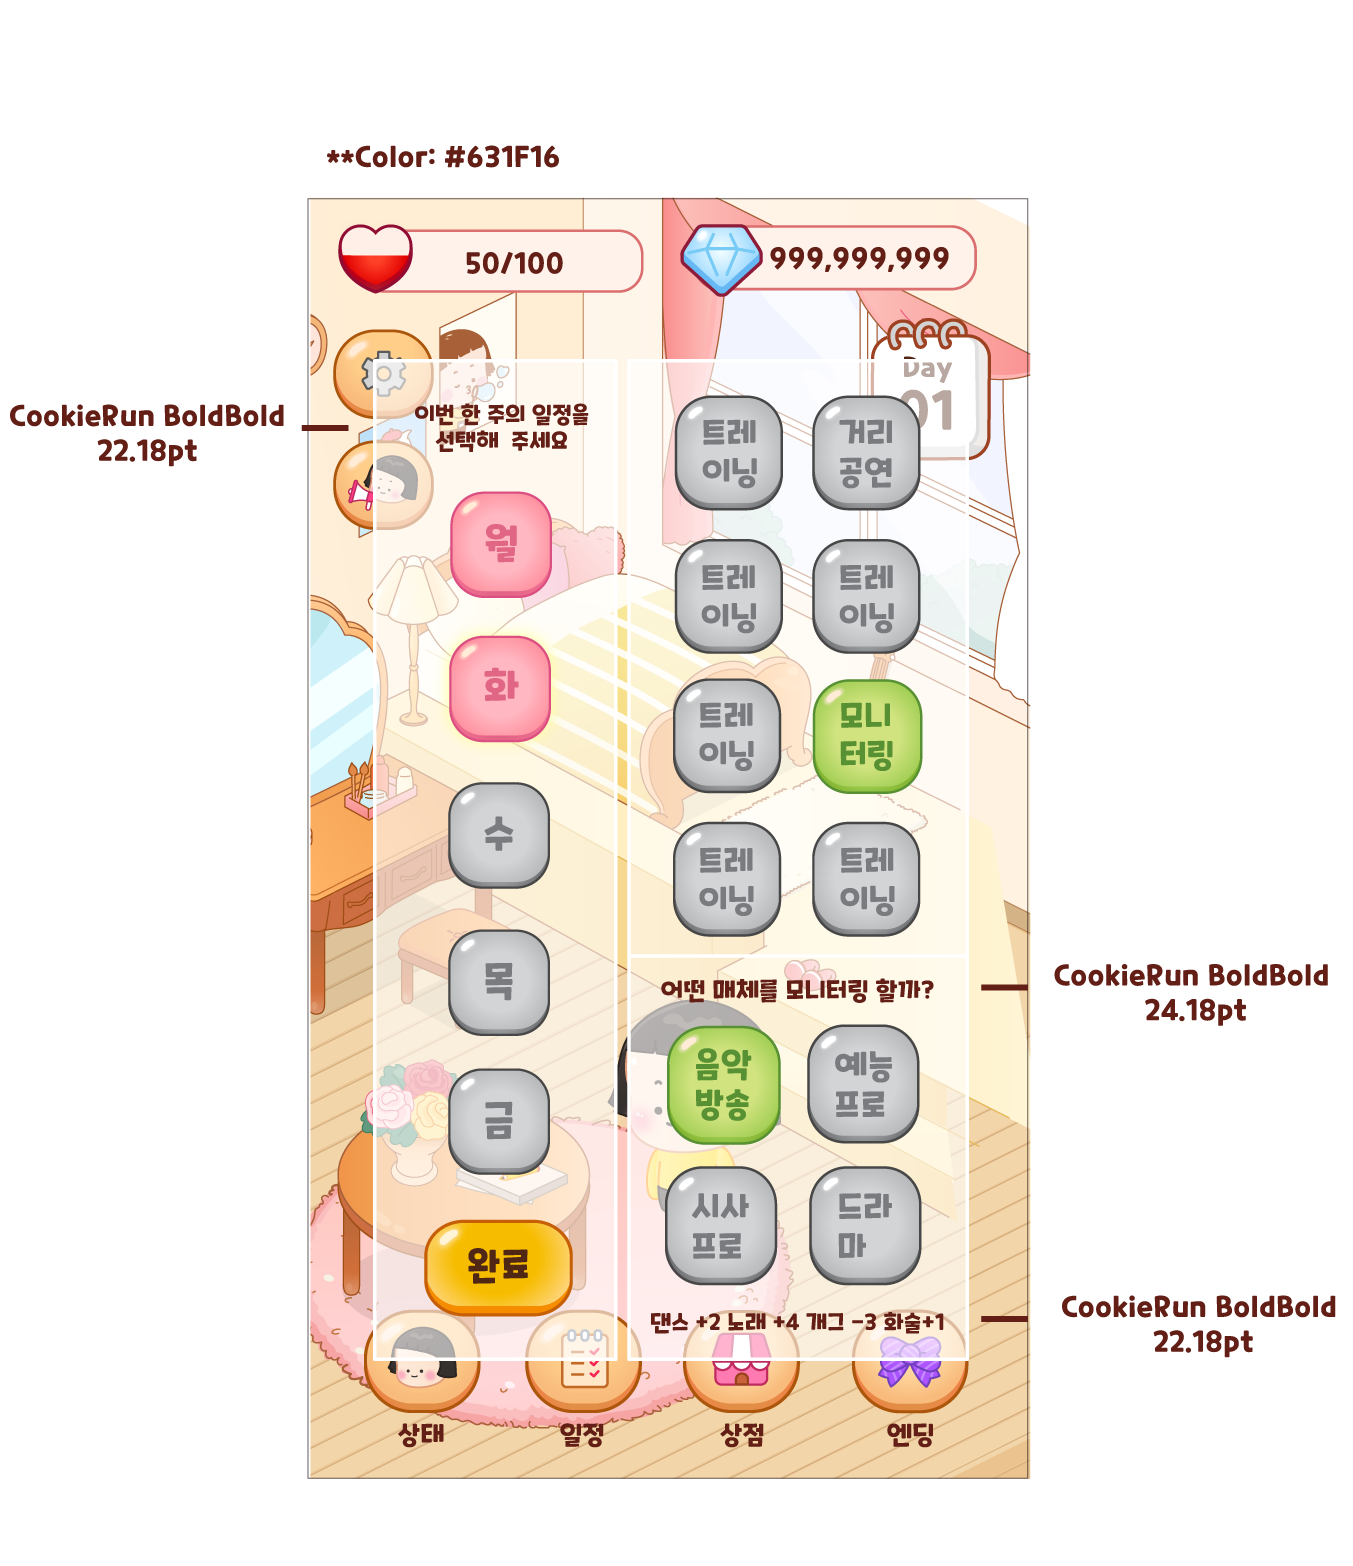 **Color: #631F16
50/100
999,999,999
Day
01
CookieRun BoldBold
22.18pt
이번 한 주의 일정을
선택해 주세요
월
화
수
목
금
완료
트레
이닝
거리
공연
트레
이닝
트레
이닝
트레
이닝
모니
터링
트레
이닝
트레
이닝
어떤 매체를 모니터링 할까?
CookieRun BoldBold
24.18pt
음악
방송
예능
프로
시사
프로
드라
마
댄스 +2 노래 +4 개그 -3 화술+1
CookieRun BoldBold
22.18pt
상태
일정
상점
엔딩